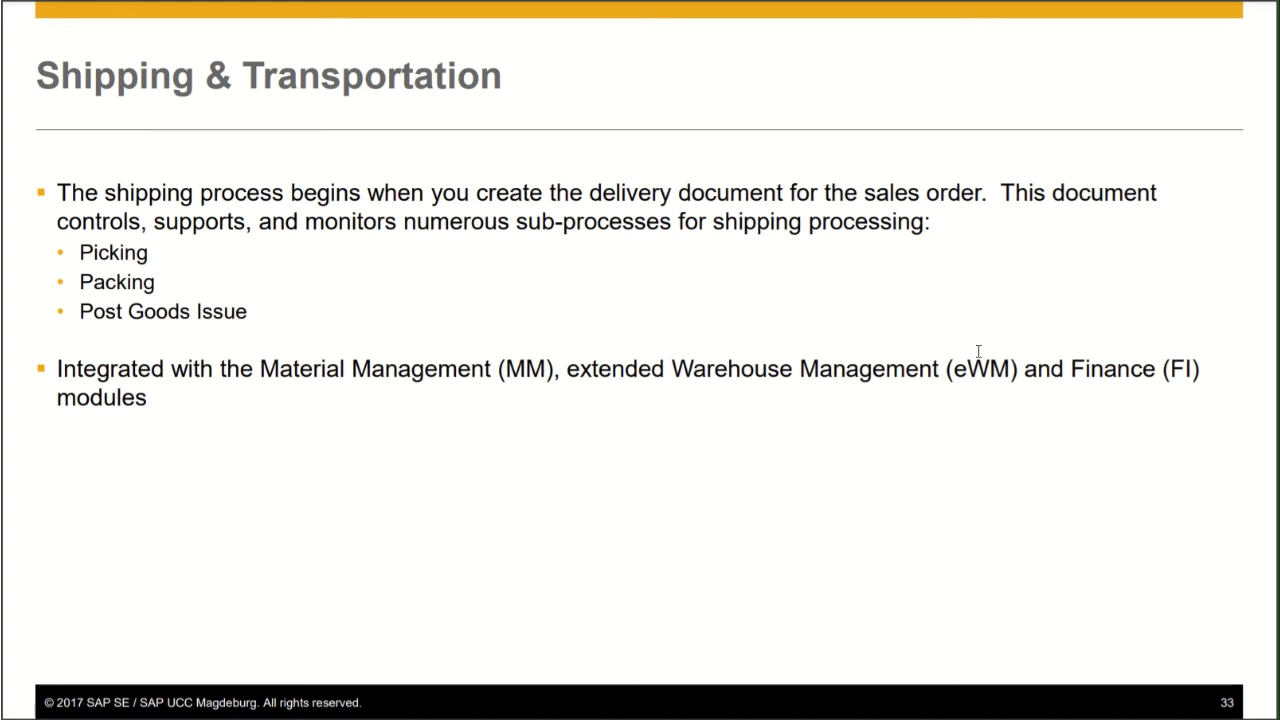 Shipping & Transportation
The shipping process begins when you create the delivery document for the sales order.  This document
controls, supports, and monitors numerous sub-processes for shipping processing:
Picking
Packing
Post Goods Issue
Integrated with the Material Management (MM), extended Warehouse Management (eWM) and Finance (FI)
modules
© 2017 SAP SE / SAP UCC Magdeburg. All rights reserved.
33